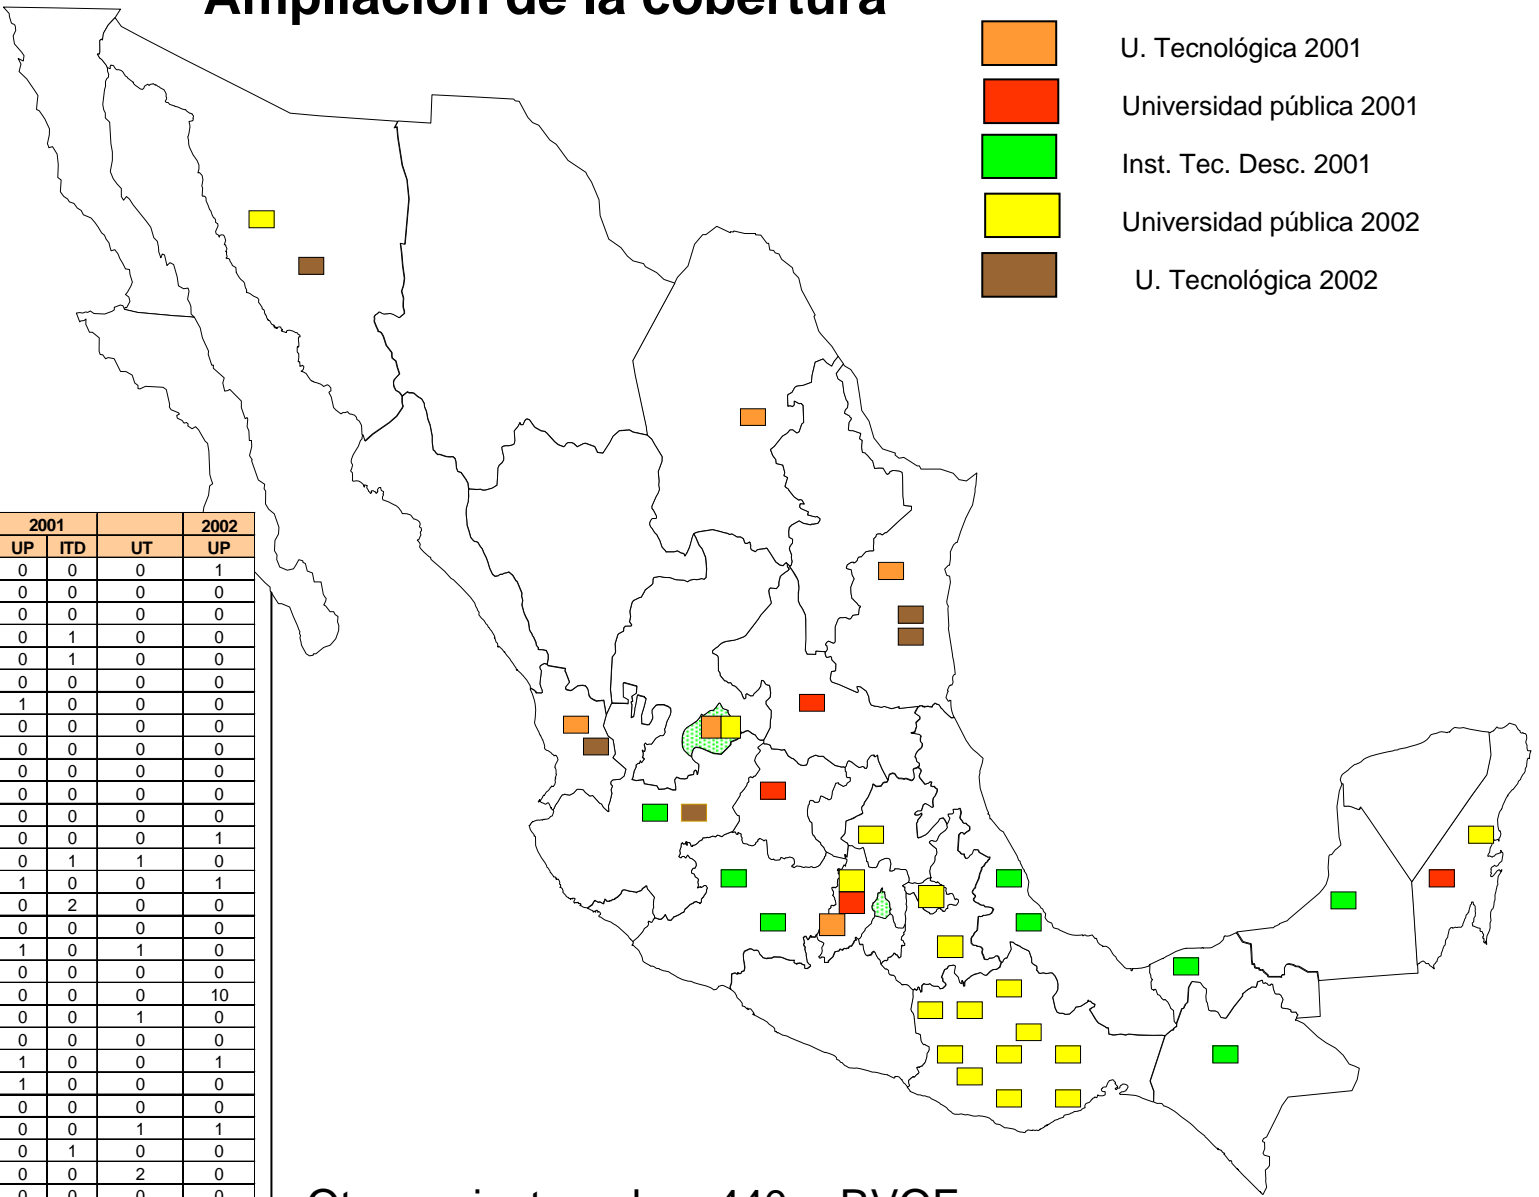 Ampliación de la cobertura
U. Tecnológica 2001
Universidad pública 2001
Inst. Tec. Desc. 2001
Universidad pública 2002
U. Tecnológica 2002
2001 2002
UP ITD UT UP
0 0 0 1
0 0 0 0
0 0 0 0
0 1 0 0
0 1 0 0
0 0 0 0
1 0 0 0
0 0 0 0
0 0 0 0
0 0 0 0
0 0 0 0
0 0 0 0
0 0 0 1
0 1 1 0
1 0 0 1
0 2 0 0
0 0 0 0
1 0 1 0
0 0 0 0
0 0 0 10
0 0 1 0
0 0 0 0
1 0 0 1
1 0 0 0
0 0 0 0
0 0 1 1
0 1 0 0
0 0 2 0
0 0 0 0